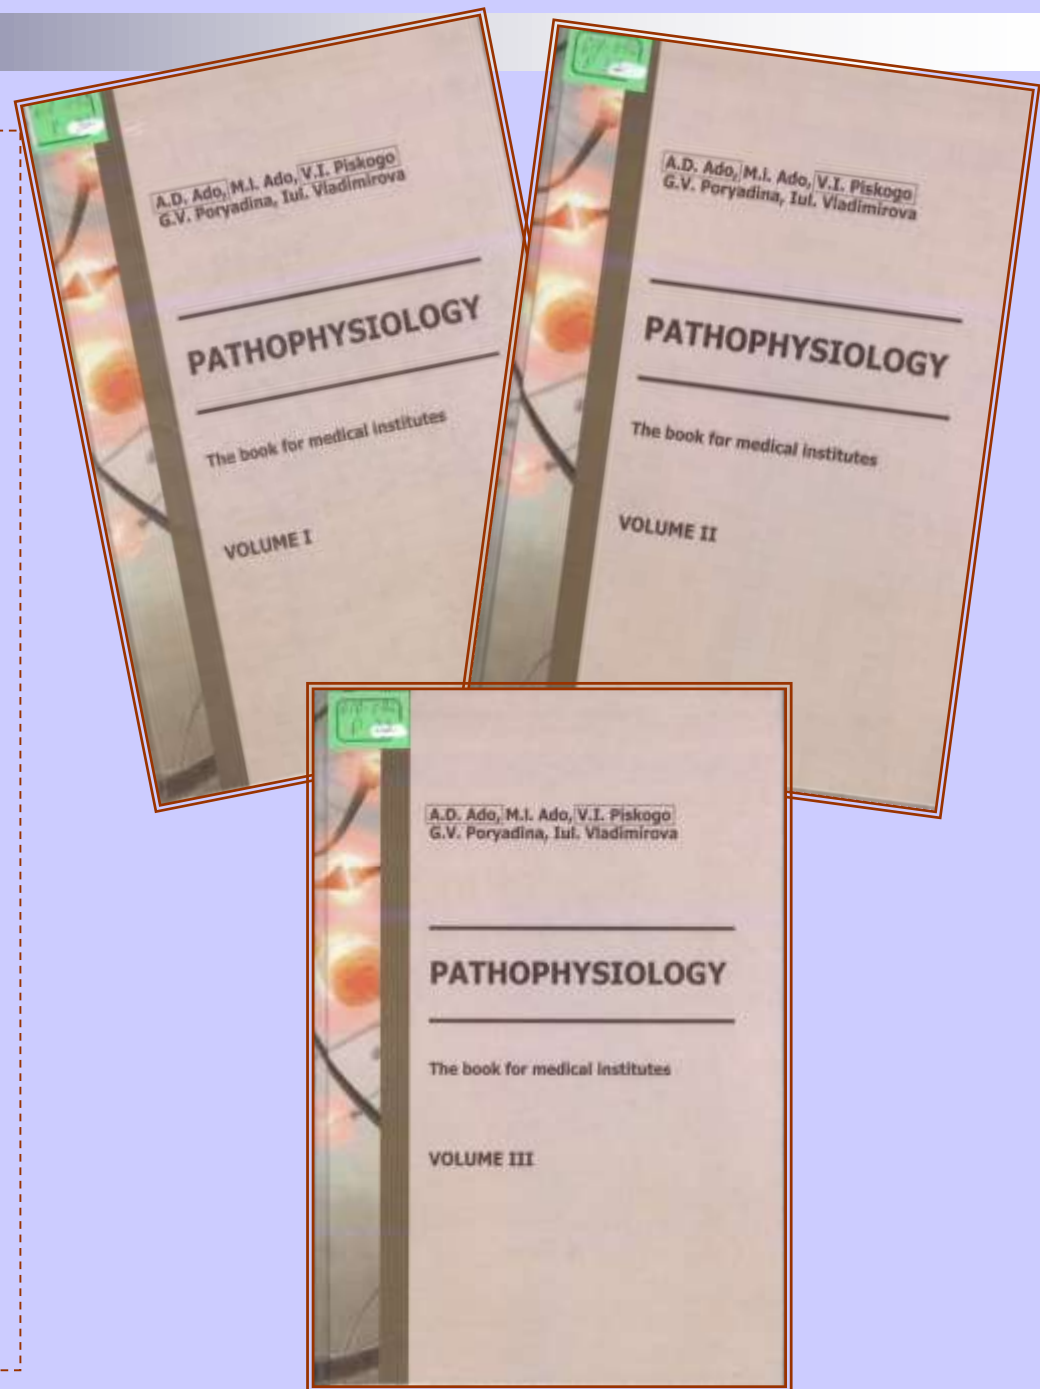 A.D. Ado, M.I. Ado, V.I. Piskogo
G.V. Poryadina, Iul. Vladimirova
PATHOPHYSIOLOGY
The book for medical institutes
VOLUME I
A.D. Ado, M.I. Ado, V.I. Piskogo
G.V. Poryadina, Iul. Vladimirova
PATHOPHYSIOLOGY
The book for medical institutes
VOLUME II
A.D. Ado, M.I. Ado, V.I. Piskogo
G.V. Poryadina, Iul. Vladimirova
PATHOPHYSIOLOGY
The book for medical institutes
VOLUME III